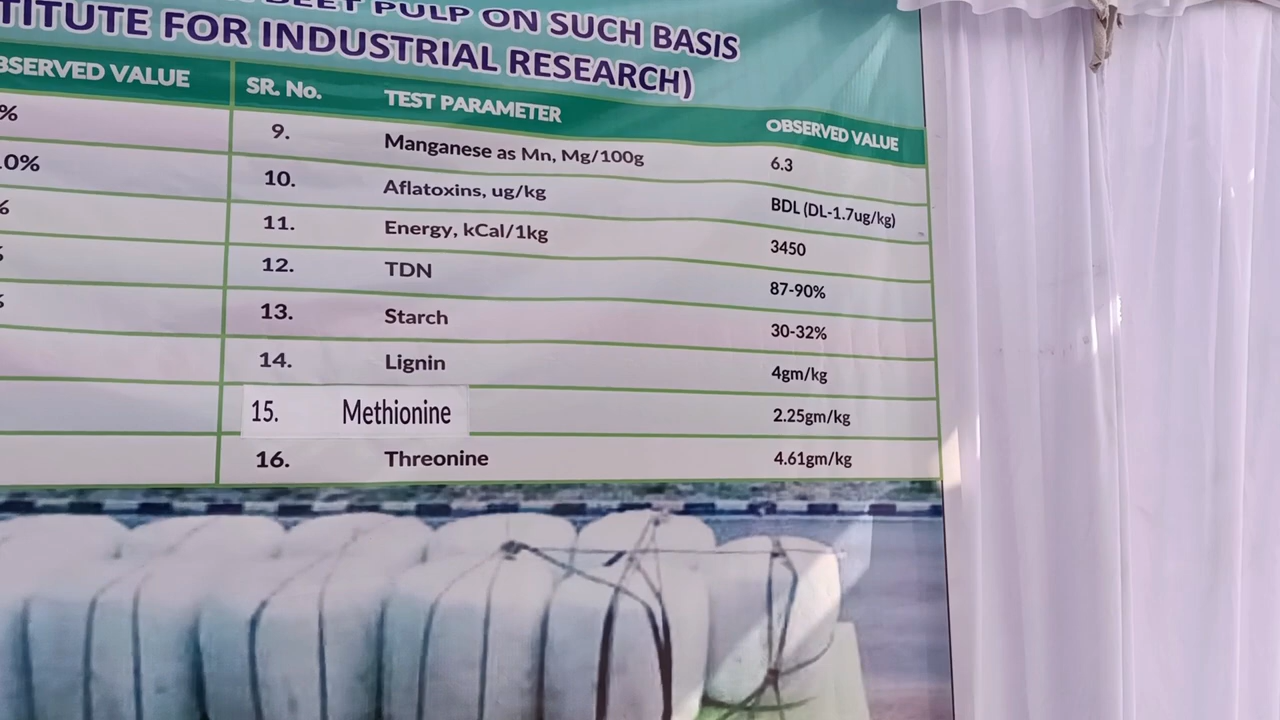 BEET PULP ON SUCH BASIS
TITUTE FOR INDUSTRIAL RESEARCH)
BSERVED VALUE SR. No. TEST PARAMETER OBSERVED VALUE
% 9. Manganese as Mn, Mg/100g 6.3
.0% 10. Aflatoxins, ug/kg BDL (DL-1.7ug/kg)
% 11. Energy, kCal/1kg 3450
% 12. TDN 87-90%
% 13. Starch 30-32%
14. Lignin 4gm/kg
15. Methionine 2.25gm/kg
16. Threonine 4.61gm/kg